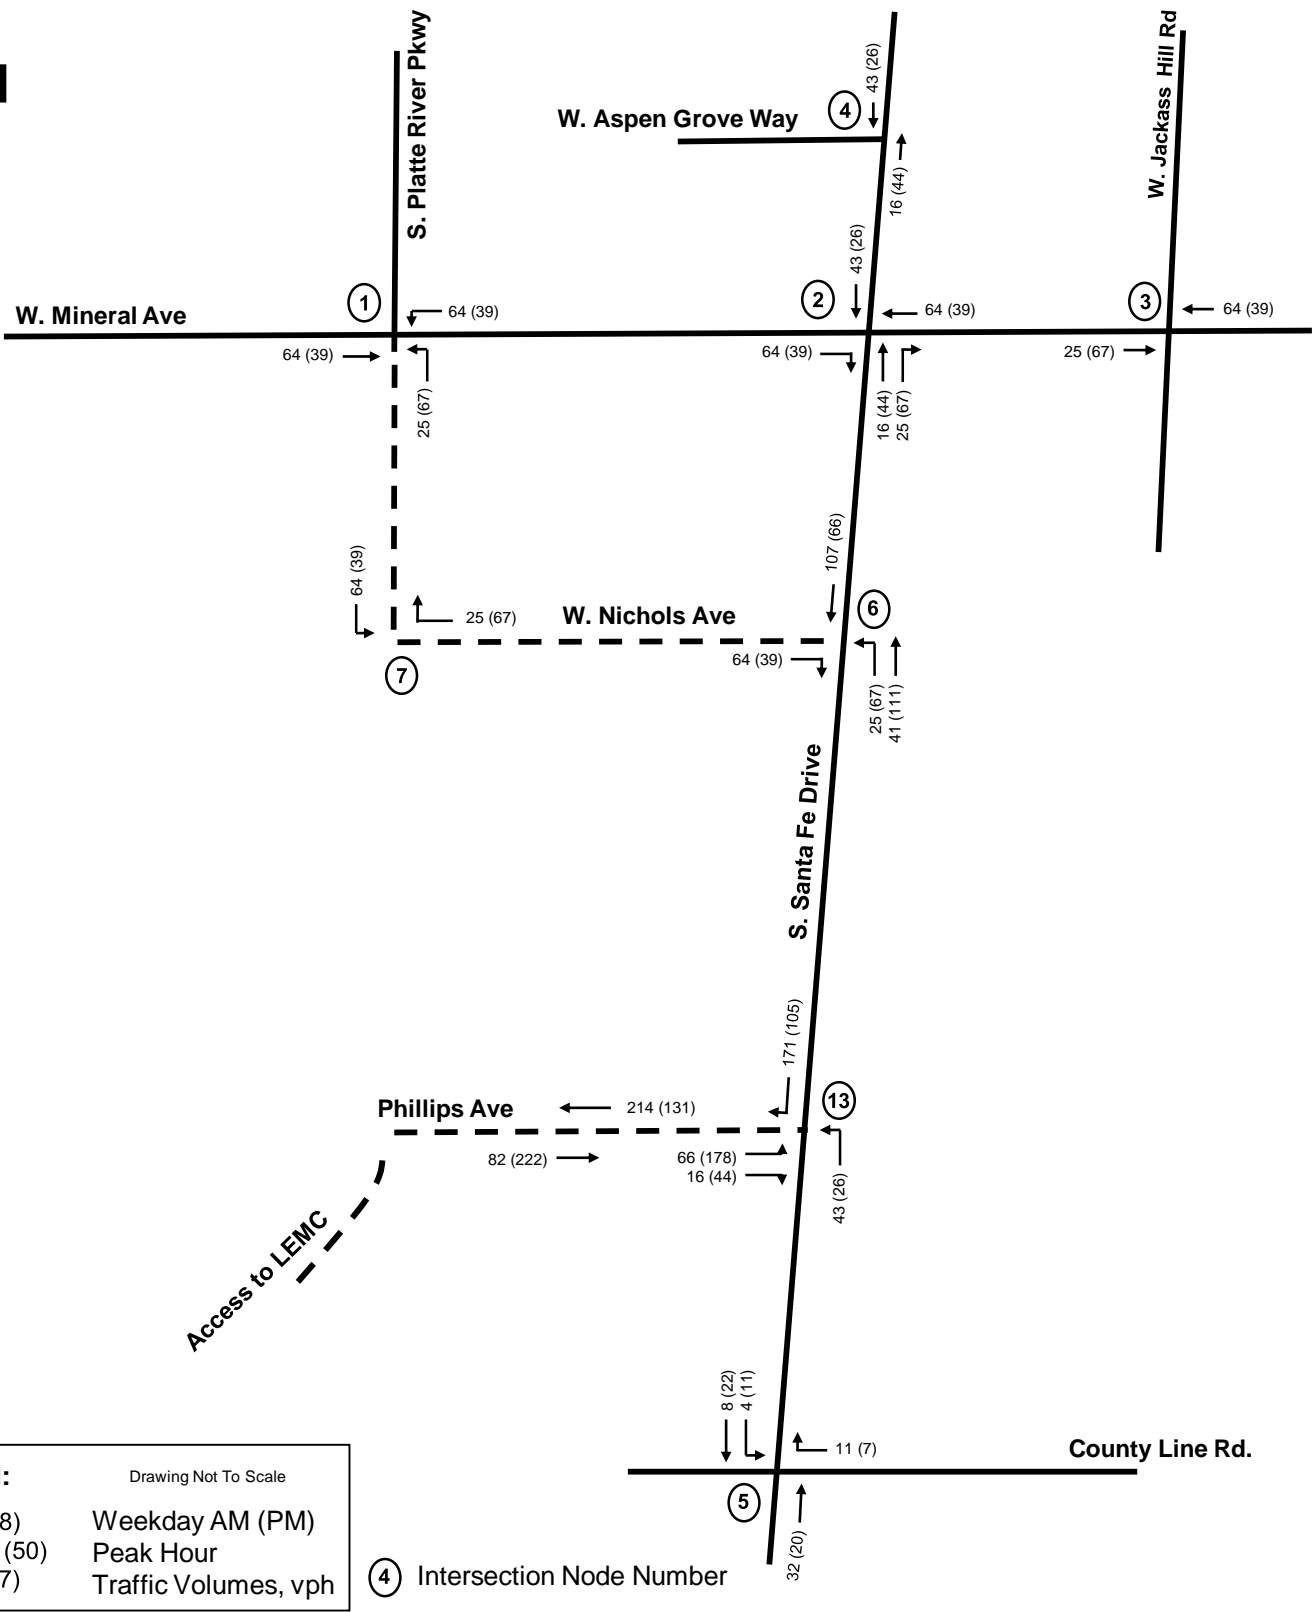 S. Platte River Pkwy
W. Jackass Hill Rd
43 (26)
4
W. Aspen Grove Way
16 (44)
43 (26)
1
2
3
W. Mineral Ave
64 (39)
64 (39)
64 (39)
64 (39)
64 (39)
25 (67)
25 (67)
16 (44)
25 (67)
107 (66)
64 (39)
6
25 (67)
W. Nichols Ave
64 (39)
7
25 (67)
41 (111)
S. Santa Fe Drive
171 (105)
13
Phillips Ave
214 (131)
82 (222)
66 (178)
16 (44)
43 (26)
Access to LEMC
8 (22)
4 (11)
11 (7)
County Line Rd.
5
32 (20)
: Drawing Not To Scale
8) Weekday AM (PM)
(50) Peak Hour
7) Traffic Volumes, vph
4 Intersection Node Number